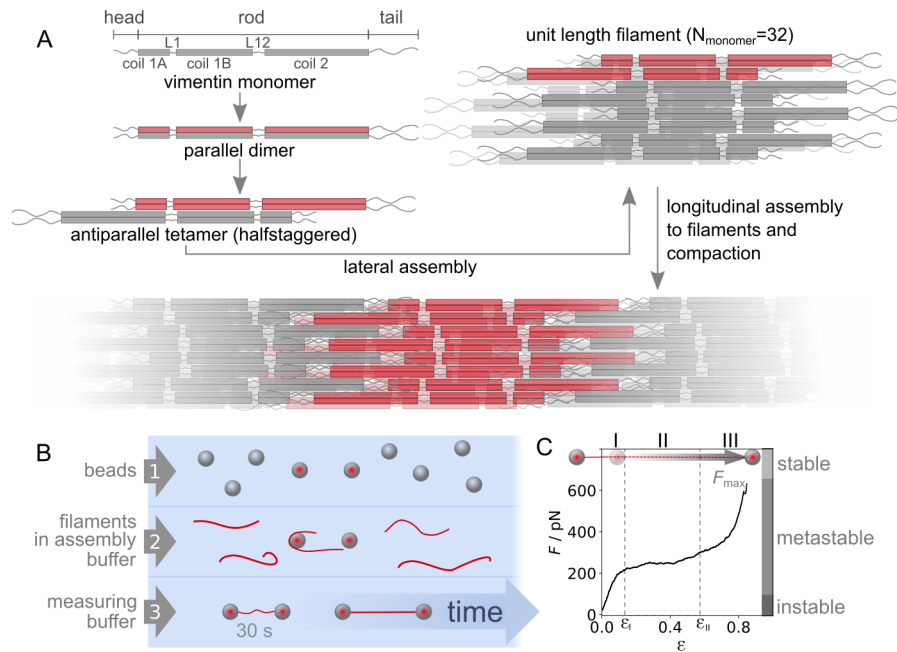 A
head
rod
tail
L1
L12
coil 1A
coil 1B
coil 2
vimentin monomer
parallel dimer
antiparallel tetamer (halfstaggered)
lateral assembly
unit length filament (Nmonomer=32)
longitudinal assembly
to filaments and
compaction
B
beads
1
filaments
in assembly
buffer
2
measuring
buffer
3
30 s
time
C
I
II
III
Fmax
F / pN
600
400
200
0
0.0
εI
0.4
εII
0.8
ε
stable
metastable
instable